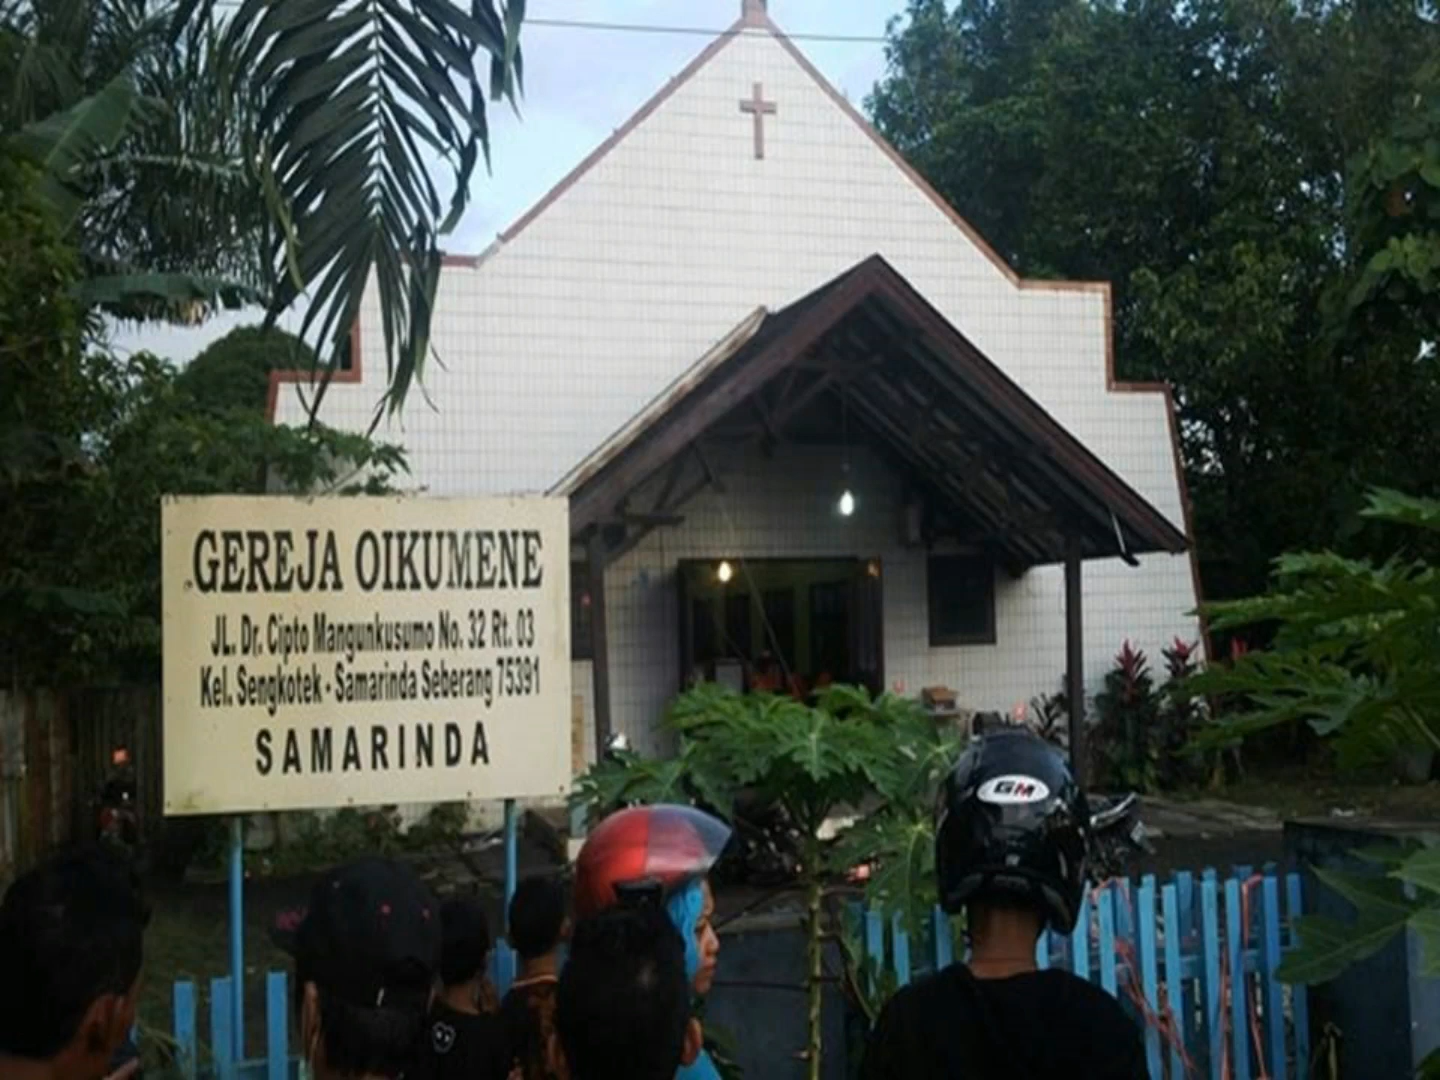 GEREJA OIKUMENE
JL. Dr. Cipto Mangunkusumo No. 32 Rt. 03
Kel. Sengkotek - Samarinda Seberang 75391
SAMARINDA
GM